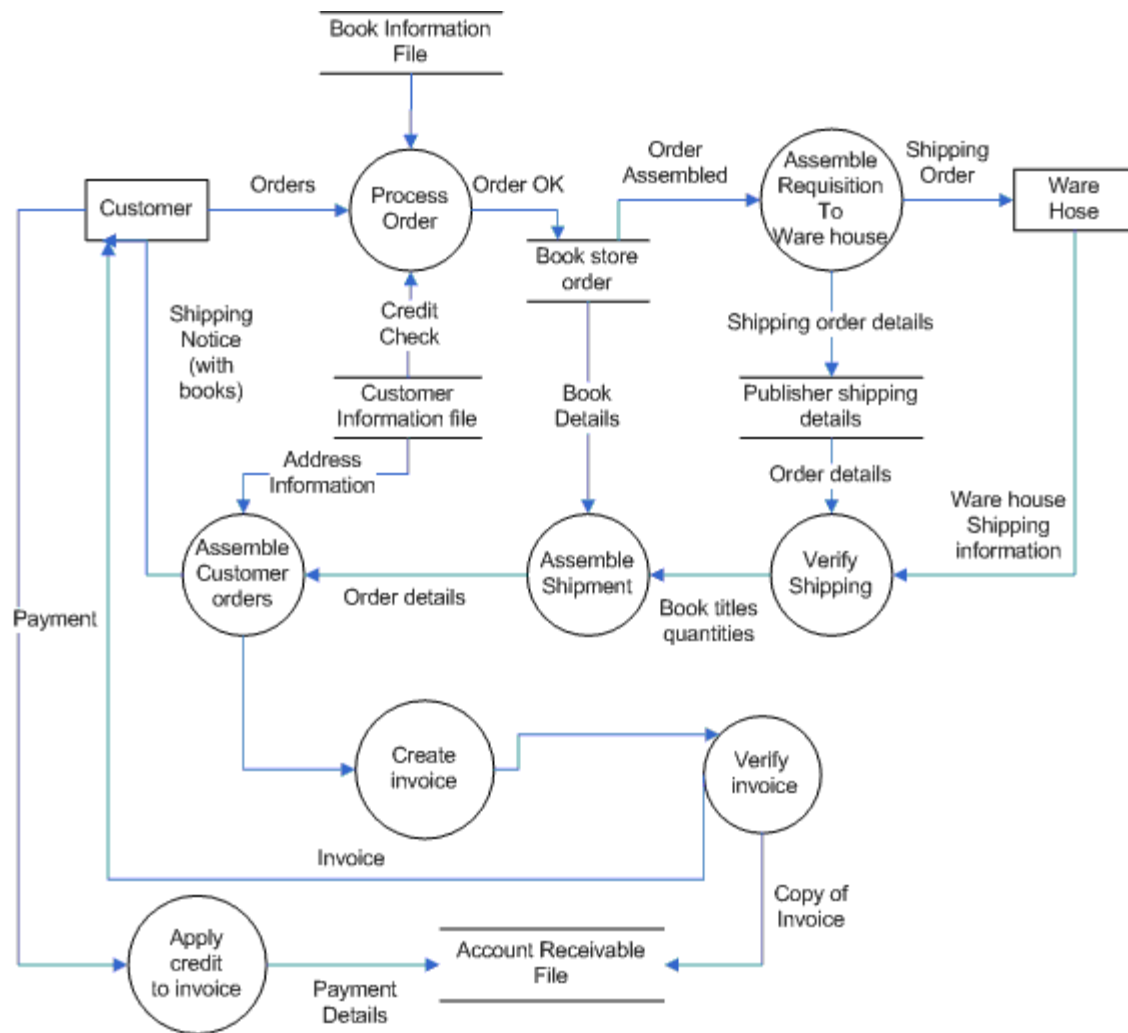 Book Information
File
Orders
Customer
Process
Order
Order OK
Order
Assembled
Assemble
Requisition
To
Ware house
Shipping
Order
Ware
Hose
Book store
order
Shipping
Notice
(with
books)
Credit
Check
Shipping order details
Customer
Information file
Book
Details
Publisher shipping
details
Address
Information
Order details
Ware house
Shipping
information
Assemble
Customer
orders
Order details
Assemble
Shipment
Book titles
quantities
Verify
Shipping
Payment
Create
invoice
Verify
invoice
Invoice
Copy of
Invoice
Apply
credit
to invoice
Payment
Details
Account Receivable
File